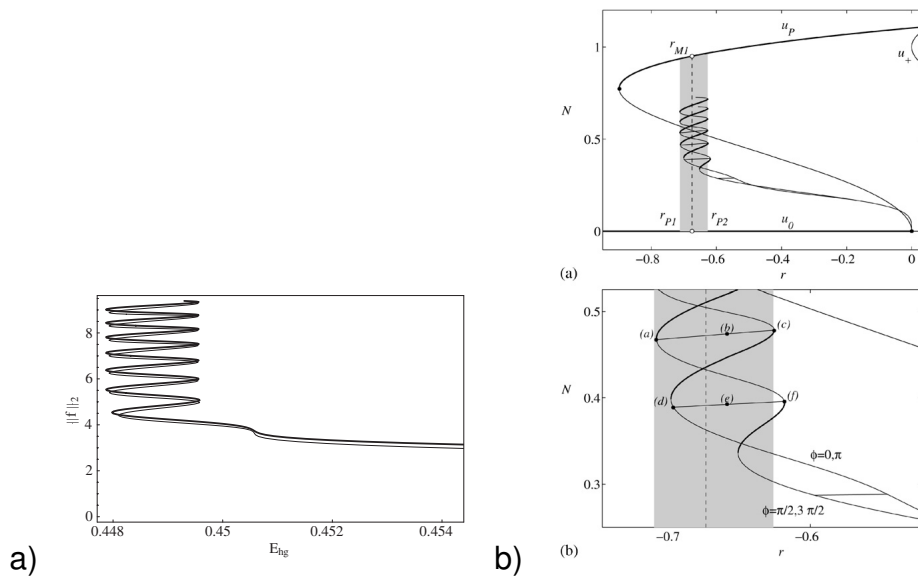 u_P
r_M1
u_+
1
N
0.5
0
r_P1
r_P2
u_0
−0.8
−0.6
−0.4
−0.2
0
(a)
r
8
6
4
2
0
||f||_2
0.448
0.45
0.452
0.454
E_hg
a)
b)
0.5
(a)
(b)
(c)
N
0.4
(d)
(e)
(f)
ϕ=0,π
0.3
ϕ=π/2,3 π/2
−0.7
−0.6
(b)
r